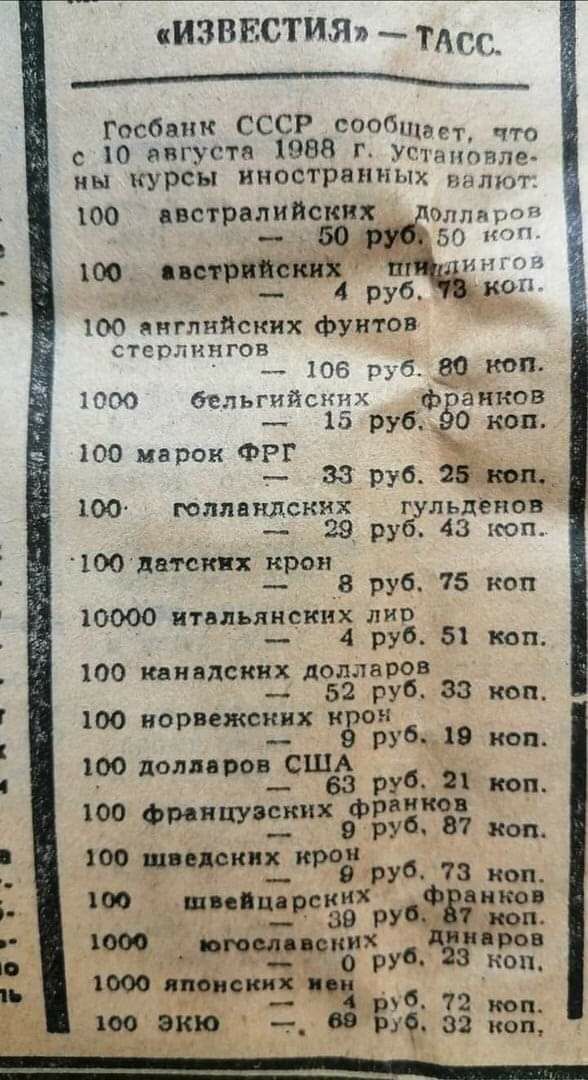 «ИЗВЕСТИЯ» — ТАСС.
Госбанк СССР сообщает, что
с 10 августа 1988 г. установле-
ны курсы иностранных валют:
100 австралийских долларов
— 50 руб. 50 коп.
100 австрийских шиллингов
— 4 руб. 73 коп.
100 английских фунтов
стерлингов
— 106 руб. 80 коп.
1000 бельгийских франков
— 15 руб. 90 коп.
100 марок ФРГ
— 33 руб. 25 коп.
100 голландских гульденов
— 29 руб. 43 коп.
100 датских крон
— 8 руб. 75 коп
10000 итальянских лир
— 4 руб. 51 коп.
100 канадских долларов
— 52 руб. 33 коп.
100 норвежских крон
— 9 руб. 19 коп.
100 долларов США
— 63 руб. 21 коп.
100 французских франков
— 9 руб. 87 коп.
100 шведских крон
— 9 руб. 73 коп.
100 швейцарских франков
— 39 руб. 87 коп.
1000 югославских динаров
— 0 руб. 23 коп.
1000 японских иен
— 4 руб. 72 коп.
100 ЭКЮ — 69 руб. 32 коп.